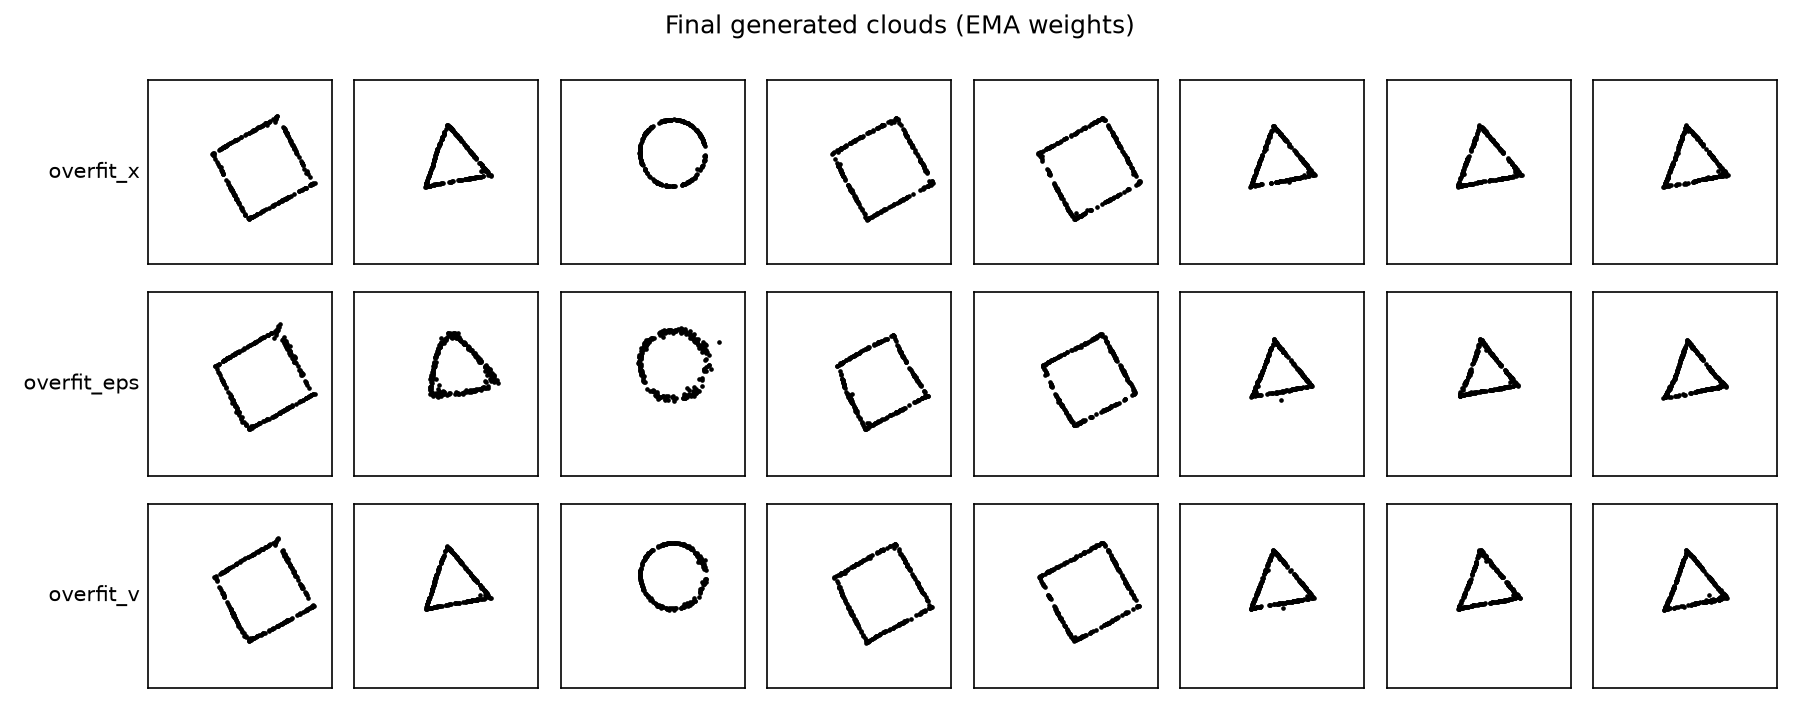 Final generated clouds (EMA weights)
overfit_x
overfit_eps
overfit_v